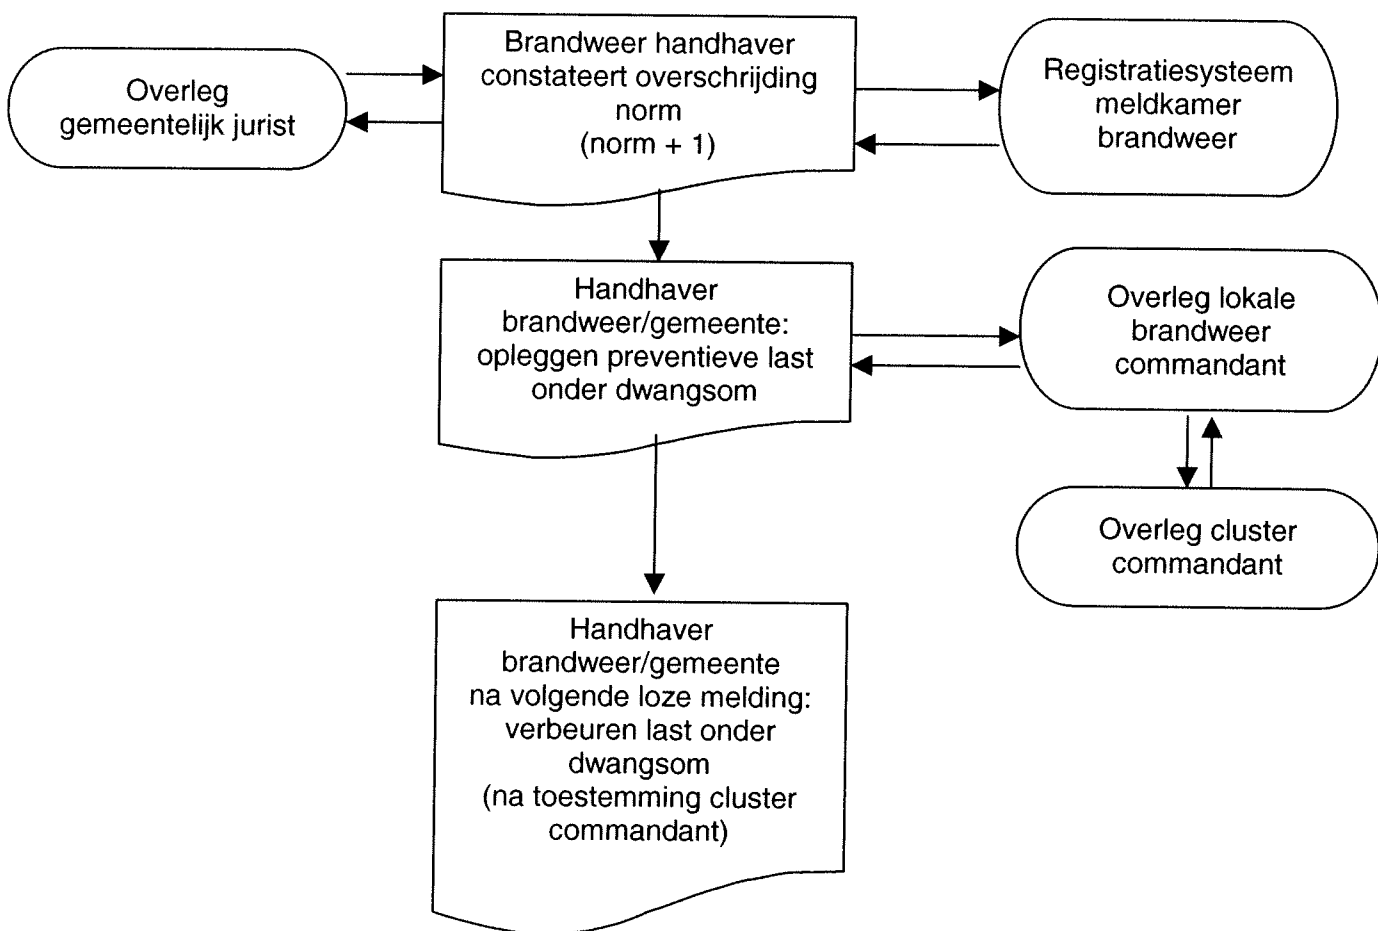 Overleg
gemeentelijk jurist
Brandweer handhaver
constateert overschrijding
norm
(norm + 1)
Registratiesysteem
meldkamer
brandweer
Handhaver
brandweer/gemeente:
opleggen preventieve last
onder dwangsom
Overleg lokale
brandweer
commandant
Overleg cluster
commandant
Handhaver
brandweer/gemeente
na volgende loze melding:
verbeuren last onder
dwangsom
(na toestemming cluster
commandant)